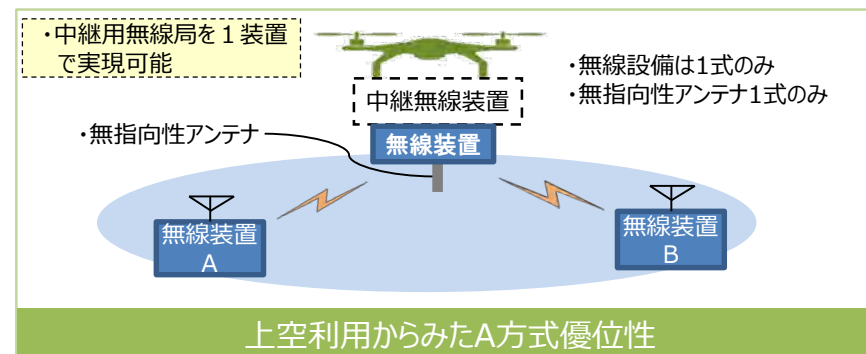 ・中継用無線局を１装置
で実現可能
・無線設備は1式のみ
・無指向性アンテナ1式のみ
中継無線装置
・無指向性アンテナ
無線装置
無線装置
A
無線装置
B
上空利用からみたA方式優位性